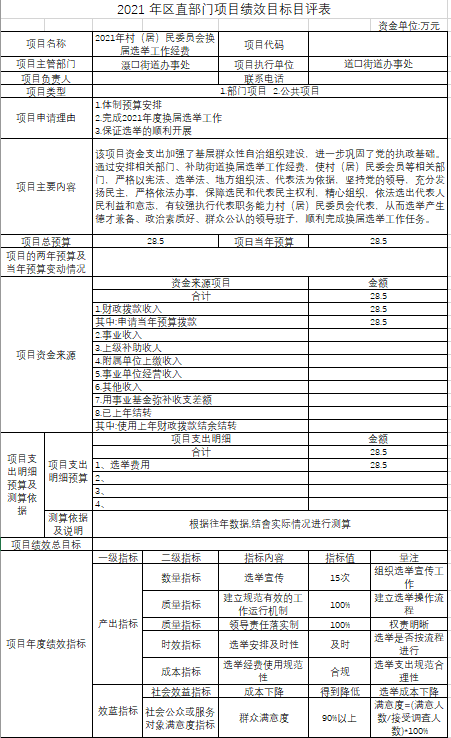 2021 年区直部门项目绩效目标目评表
资金单位:万元
项目名称 2021年村（居）民委员会换届选举工作经费 项目代码
项目主管部门 滠口街道办事处 项目执行单位 道口街道办事处
项目负责人 联系电话
项目类型 1.部门项目 2.公共项目
项目申请理由
1.体制预算安排
2.完成2021年度换届选举工作
3.保证选举的顺利开展
项目主要内容
该项目资金支出加强了基层群众性自治组织建设，进一步巩固了党的执政基础。
通过安排相关部门、补助街道换届选举工作经费，使村（居）民委员会员等相关部
门，严格以宪法、选举法、地方组织法、代表法为依据，坚持党的领导，充分发
扬民主，严格依法办事，保障选民和代表民主权利，精心组织，依法选出代表人
民利益和意志，有较强执行代表职务能力村（居）民委员会代表，从而选举产生
德才兼备、政治素质好、群众公认的领导班子，顺利完成换届选举工作任务。
项目总预算 28.5 项曰当年预算 28.5
项目的两年预算及
当年预算变动情况
项目资金来源
资金来源项目 金额
合计 28.5
1.财政拨款收入 28.5
其中:申请当年预算拨款 28.5
2.事业收入
3.上级补助收人
4.附属单位上缴收入
5.事业单位经营收入
6.其他收入
7.用事业基金弥补收支差额
8.已上年结转
其中:使用上年财政拨款结余结转
项目支出明细预算及测算依据
项目支出明细预算
项目支出明细 金额
合计 28.5
1、选举费用 28.5
2、
3、
4、
测算依据及说明 根据往年数据,结會实际情况进行测算
项目绩效总目标
项目年度绩效指标
一级指标 二级指标 指标内容 指标值 量注
产出指标
数量指标 选举宣传 15次 组织选举宣传工作
质量指标 建立规范有效的工作运行机制 100% 建立选举操作流程
质量指标 领导责任落实制 100% 权责明晰
时效指标 选举安排及时性 及时 选举是否按流程进行
成本指标 选举经费使用规范性 合规 选举支出规范合理性
效蓝指标
社会效益指标 成本下降 得到降低 选举成本下降
社会公众或服务对象满意度指标 群众满意度 90%以上 满意度=(满意人数/接受调查人数)*100%